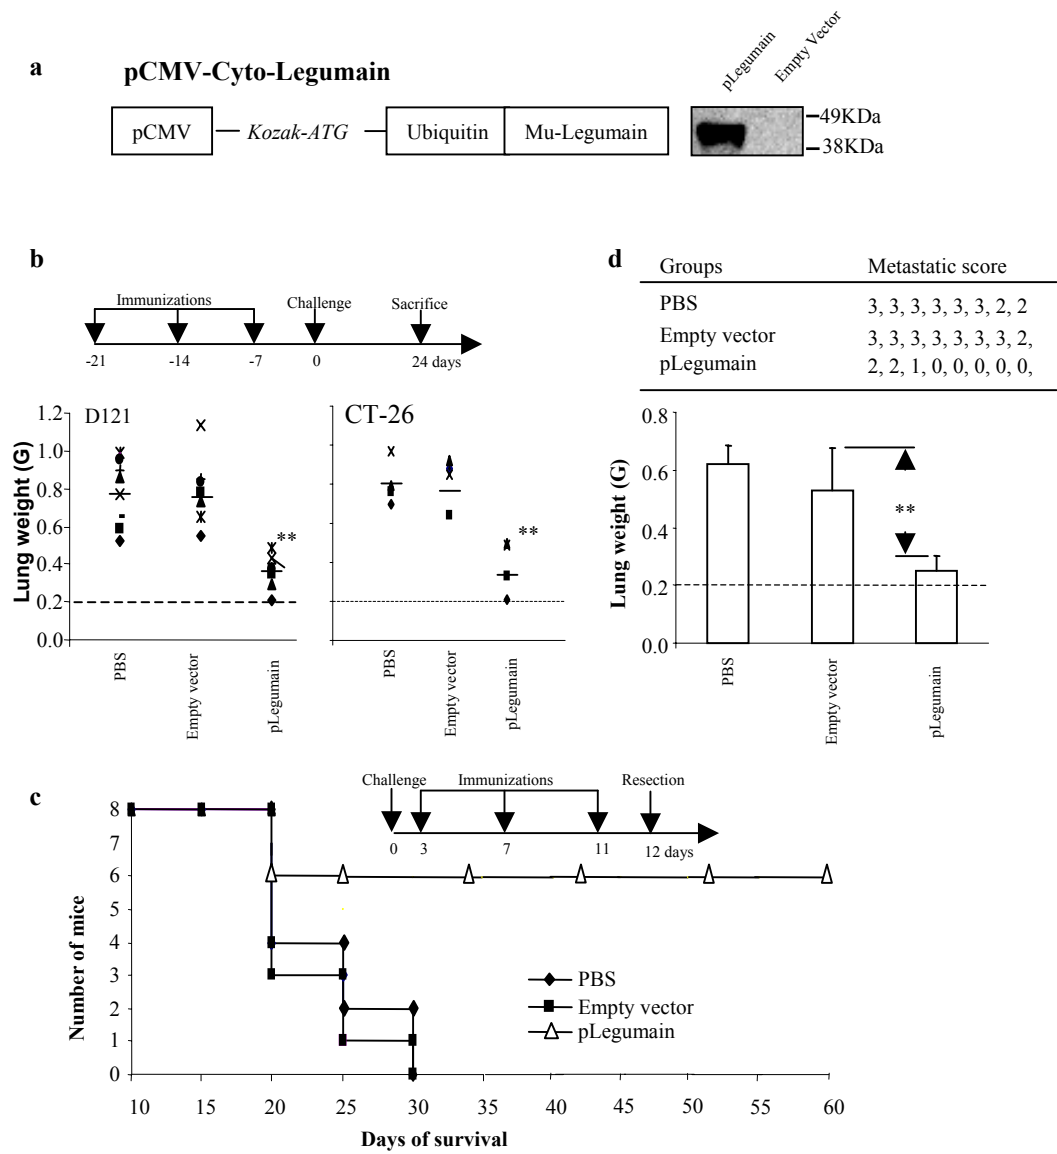 a
pCMV-Cyto-Legumain
pLegumain
Empty Vector
pCMV
Kozak-ATG
Ubiquitin
Mu-Legumain
49KDa
38KDa
b
Immunizations
Challenge
Sacrifice
-21
-14
-7
0
24 days
Lung weight (G)
1.2
1.0
0.8
0.6
0.4
0.2
0.0
D121
**
PBS
Empty vector
pLegumain
CT-26
**
PBS
Empty vector
pLegumain
d
Groups Metastatic score
PBS 3, 3, 3, 3, 3, 3, 2, 2
Empty vector 3, 3, 3, 3, 3, 3, 3, 2,
pLegumain 2, 2, 1, 0, 0, 0, 0, 0,
Lung weight (G)
0.8
0.6
0.4
0.2
0.0
**
PBS
Empty vector
pLegumain
c
Challenge
Immunizations
Resection
0
3
7
11
12 days
Number of mice
8
7
6
5
4
3
2
1
0
PBS
Empty vector
pLegumain
10 15 20 25 30 35 40 45 50 55 60
Days of survival